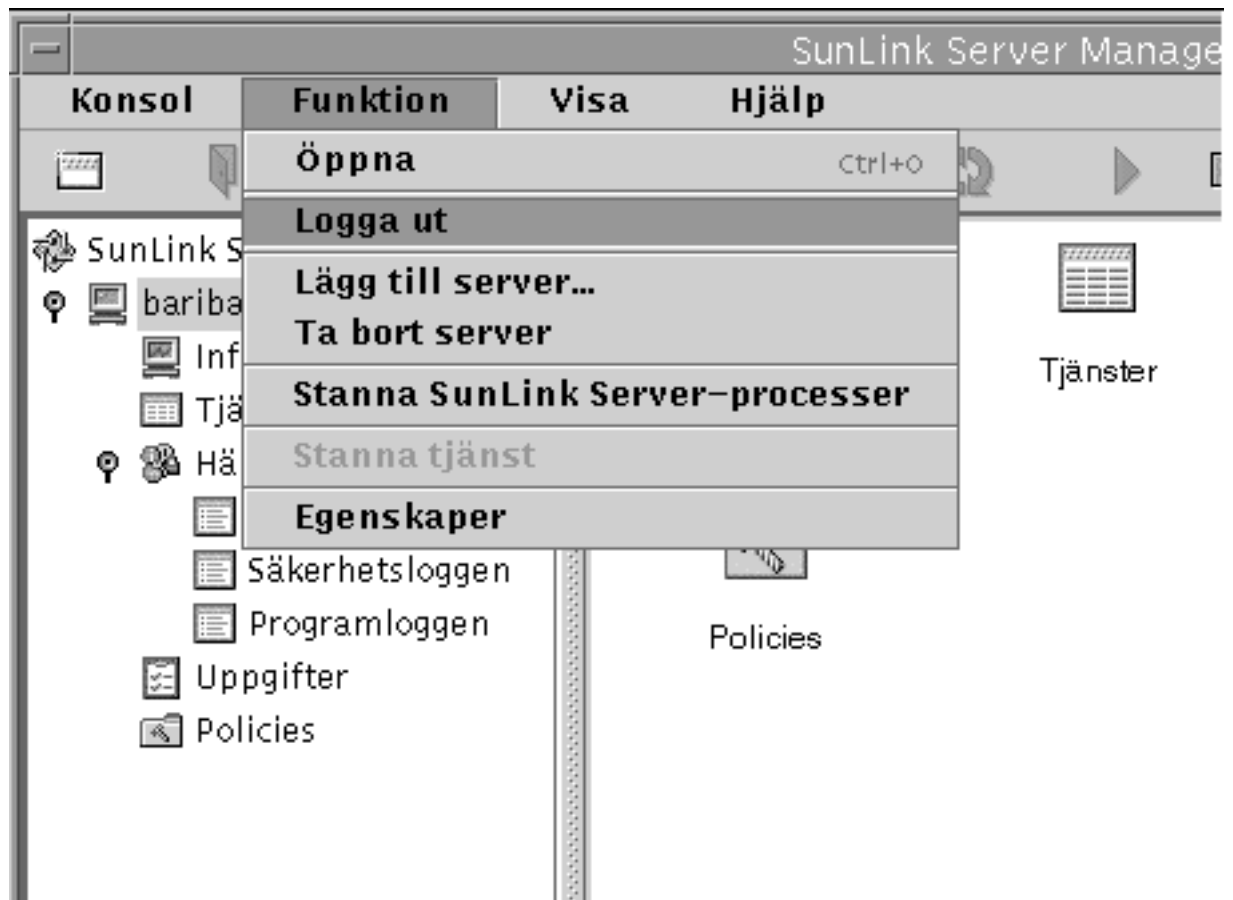 SunLink Server Manage
Konsol Funktion Visa Hjälp
Öppna Ctrl+O
Logga ut
Lägg till server...
Ta bort server
Stanna SunLink Server-processer
Stanna tjänst
Egenskaper
SunLink S
bariba
Inf
Tjä
Hä
Säkerhetsloggen
Programloggen
Uppgifter
Policies
Tjänster
Policies